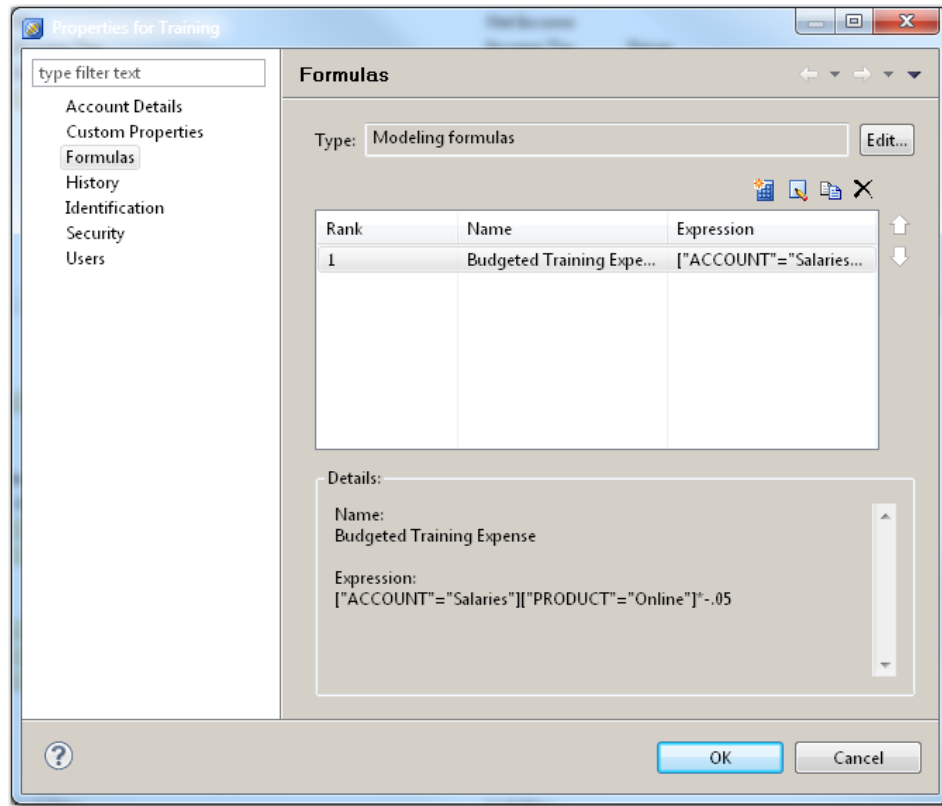 Properties for Training
type filter text
Account Details
Custom Properties
Formulas
History
Identification
Security
Users
Formulas
Type: Modeling formulas Edit...
Rank Name Expression
1 Budgeted Training Expe... ["ACCOUNT"="Salaries...
Details:
Name:
Budgeted Training Expense
Expression:
["ACCOUNT"="Salaries"]["PRODUCT"="Online"]*-.05
OK Cancel